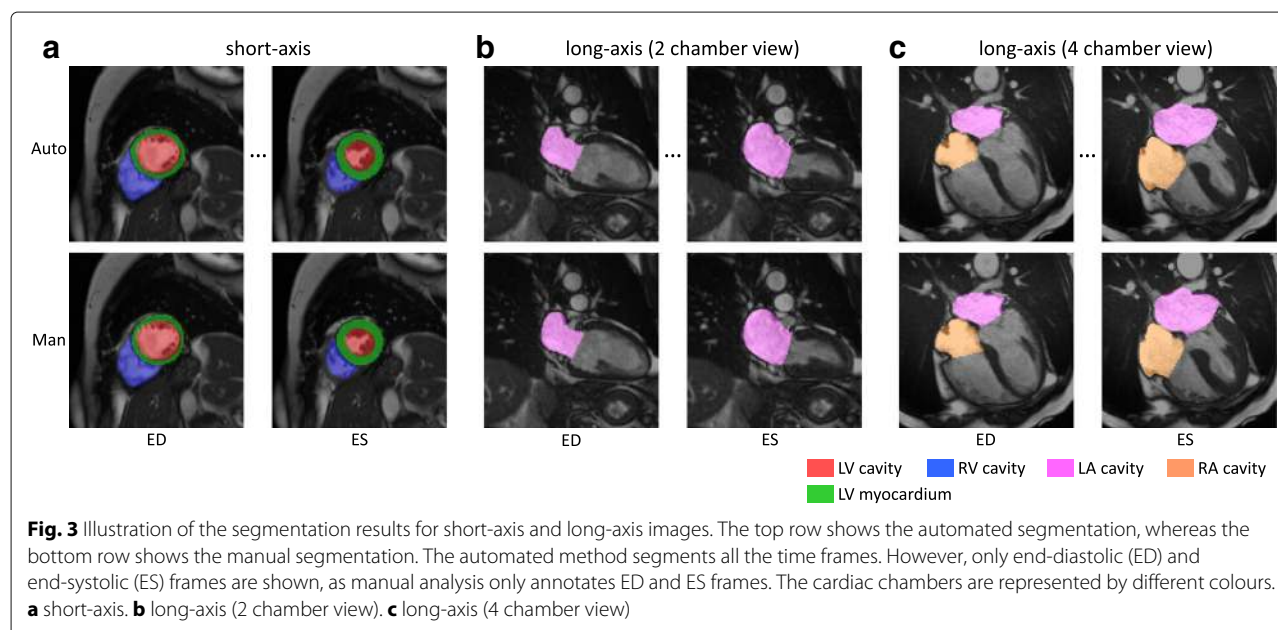 a short-axis b long-axis (2 chamber view) c long-axis (4 chamber view)
Auto ... ... ...
Man
ED ES ED ES ED ES
LV cavity RV cavity LA cavity RA cavity
LV myocardium
Fig. 3 Illustration of the segmentation results for short-axis and long-axis images. The top row shows the automated segmentation, whereas the
bottom row shows the manual segmentation. The automated method segments all the time frames. However, only end-diastolic (ED) and
end-systolic (ES) frames are shown, as manual analysis only annotates ED and ES frames. The cardiac chambers are represented by different colours.
a short-axis. b long-axis (2 chamber view). c long-axis (4 chamber view)